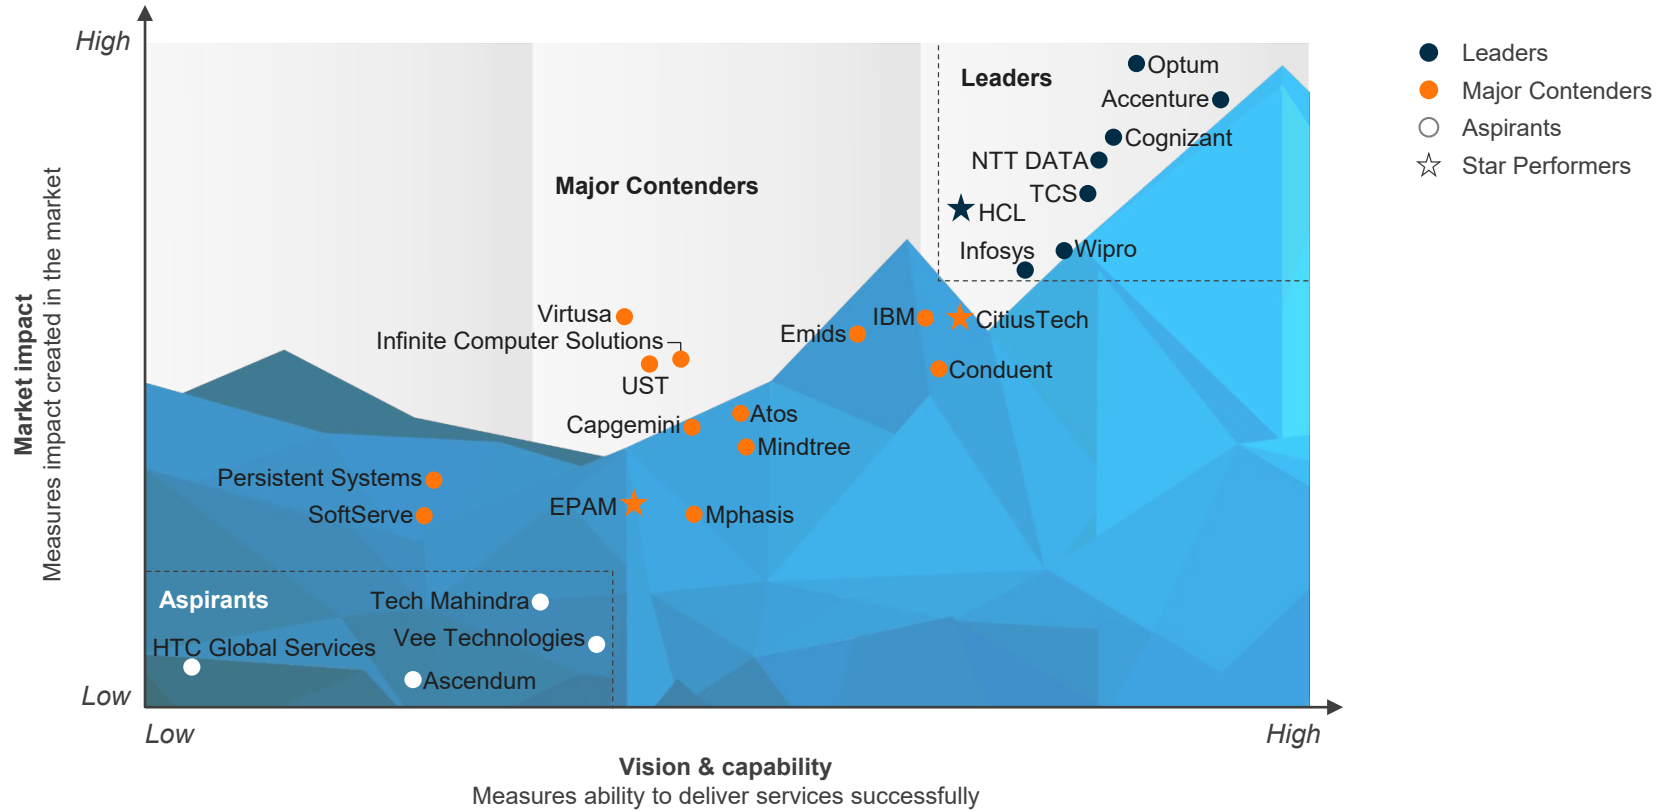 High
Leaders
Optum
Accenture
Cognizant
NTT DATA
TCS
HCL
Infosys
Wipro
Major Contenders
Virtusa
Infinite Computer Solutions
UST
Emids
IBM
CitiusTech
Conduent
Capgemini
Atos
Mindtree
Persistent Systems
SoftServe
EPAM
Mphasis
Aspirants
Tech Mahindra
Vee Technologies
HTC Global Services
Ascendum
Low
Low
High
Market impact
Measures impact created in the market
Vision & capability
Measures ability to deliver services successfully
Leaders
Major Contenders
Aspirants
Star Performers